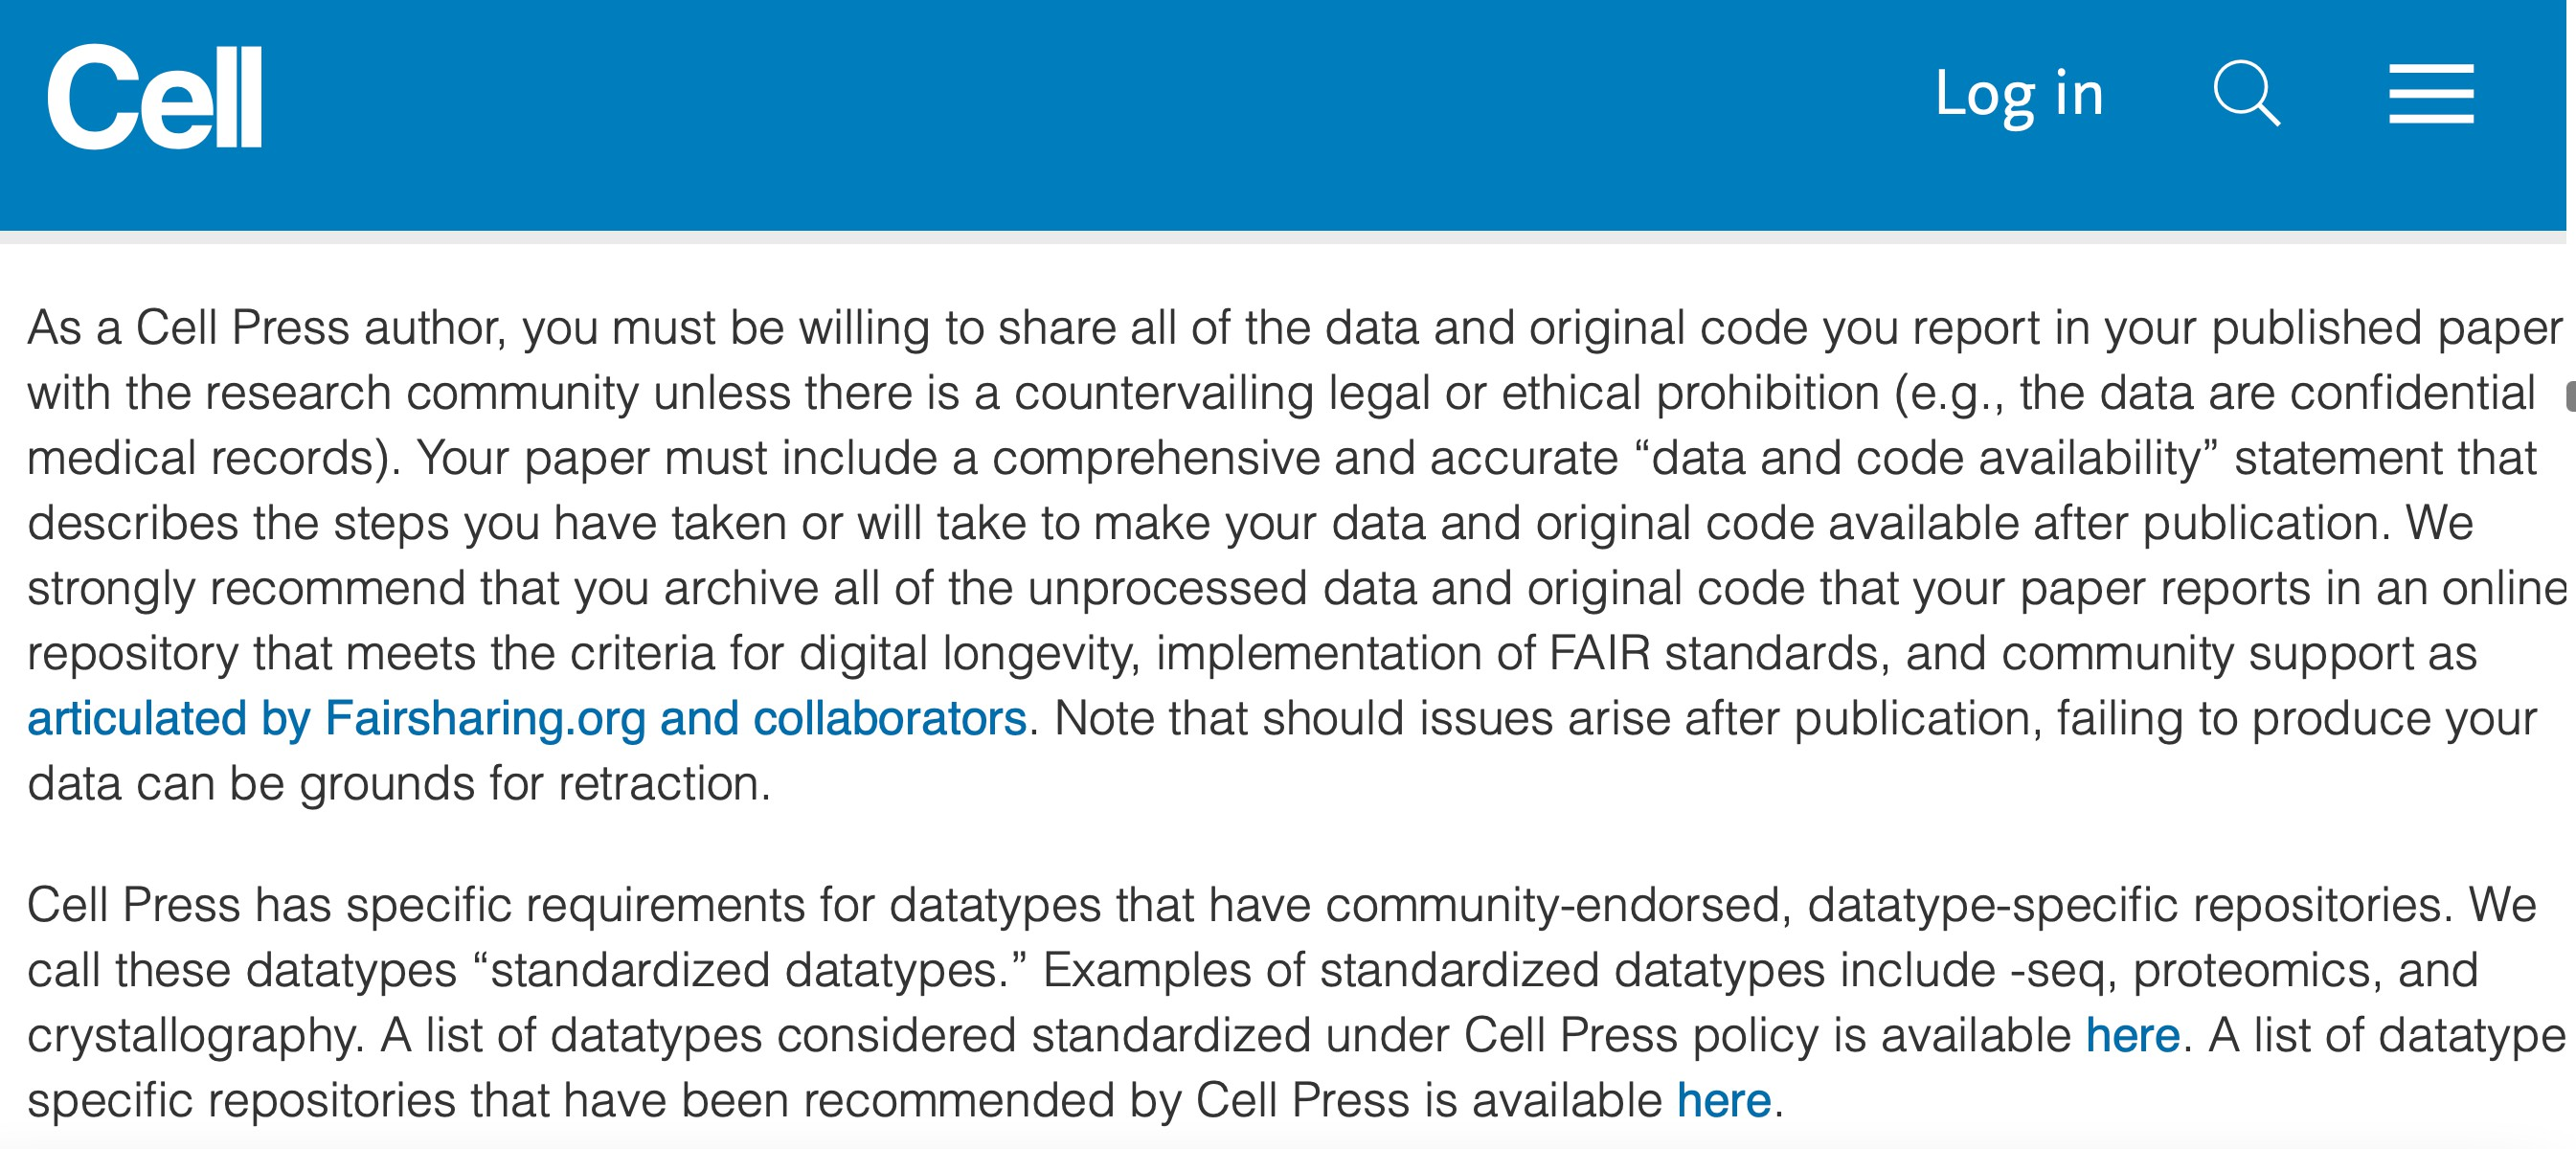 Cell
Log in
As a Cell Press author, you must be willing to share all of the data and original code you report in your published paper
with the research community unless there is a countervailing legal or ethical prohibition (e.g., the data are confidential
medical records). Your paper must include a comprehensive and accurate “data and code availability” statement that
describes the steps you have taken or will take to make your data and original code available after publication. We
strongly recommend that you archive all of the unprocessed data and original code that your paper reports in an online
repository that meets the criteria for digital longevity, implementation of FAIR standards, and community support as
articulated by Fairsharing.org and collaborators. Note that should issues arise after publication, failing to produce your
data can be grounds for retraction.
Cell Press has specific requirements for datatypes that have community-endorsed, datatype-specific repositories. We
call these datatypes “standardized datatypes.” Examples of standardized datatypes include -seq, proteomics, and
crystallography. A list of datatypes considered standardized under Cell Press policy is available here. A list of datatype
specific repositories that have been recommended by Cell Press is available here.